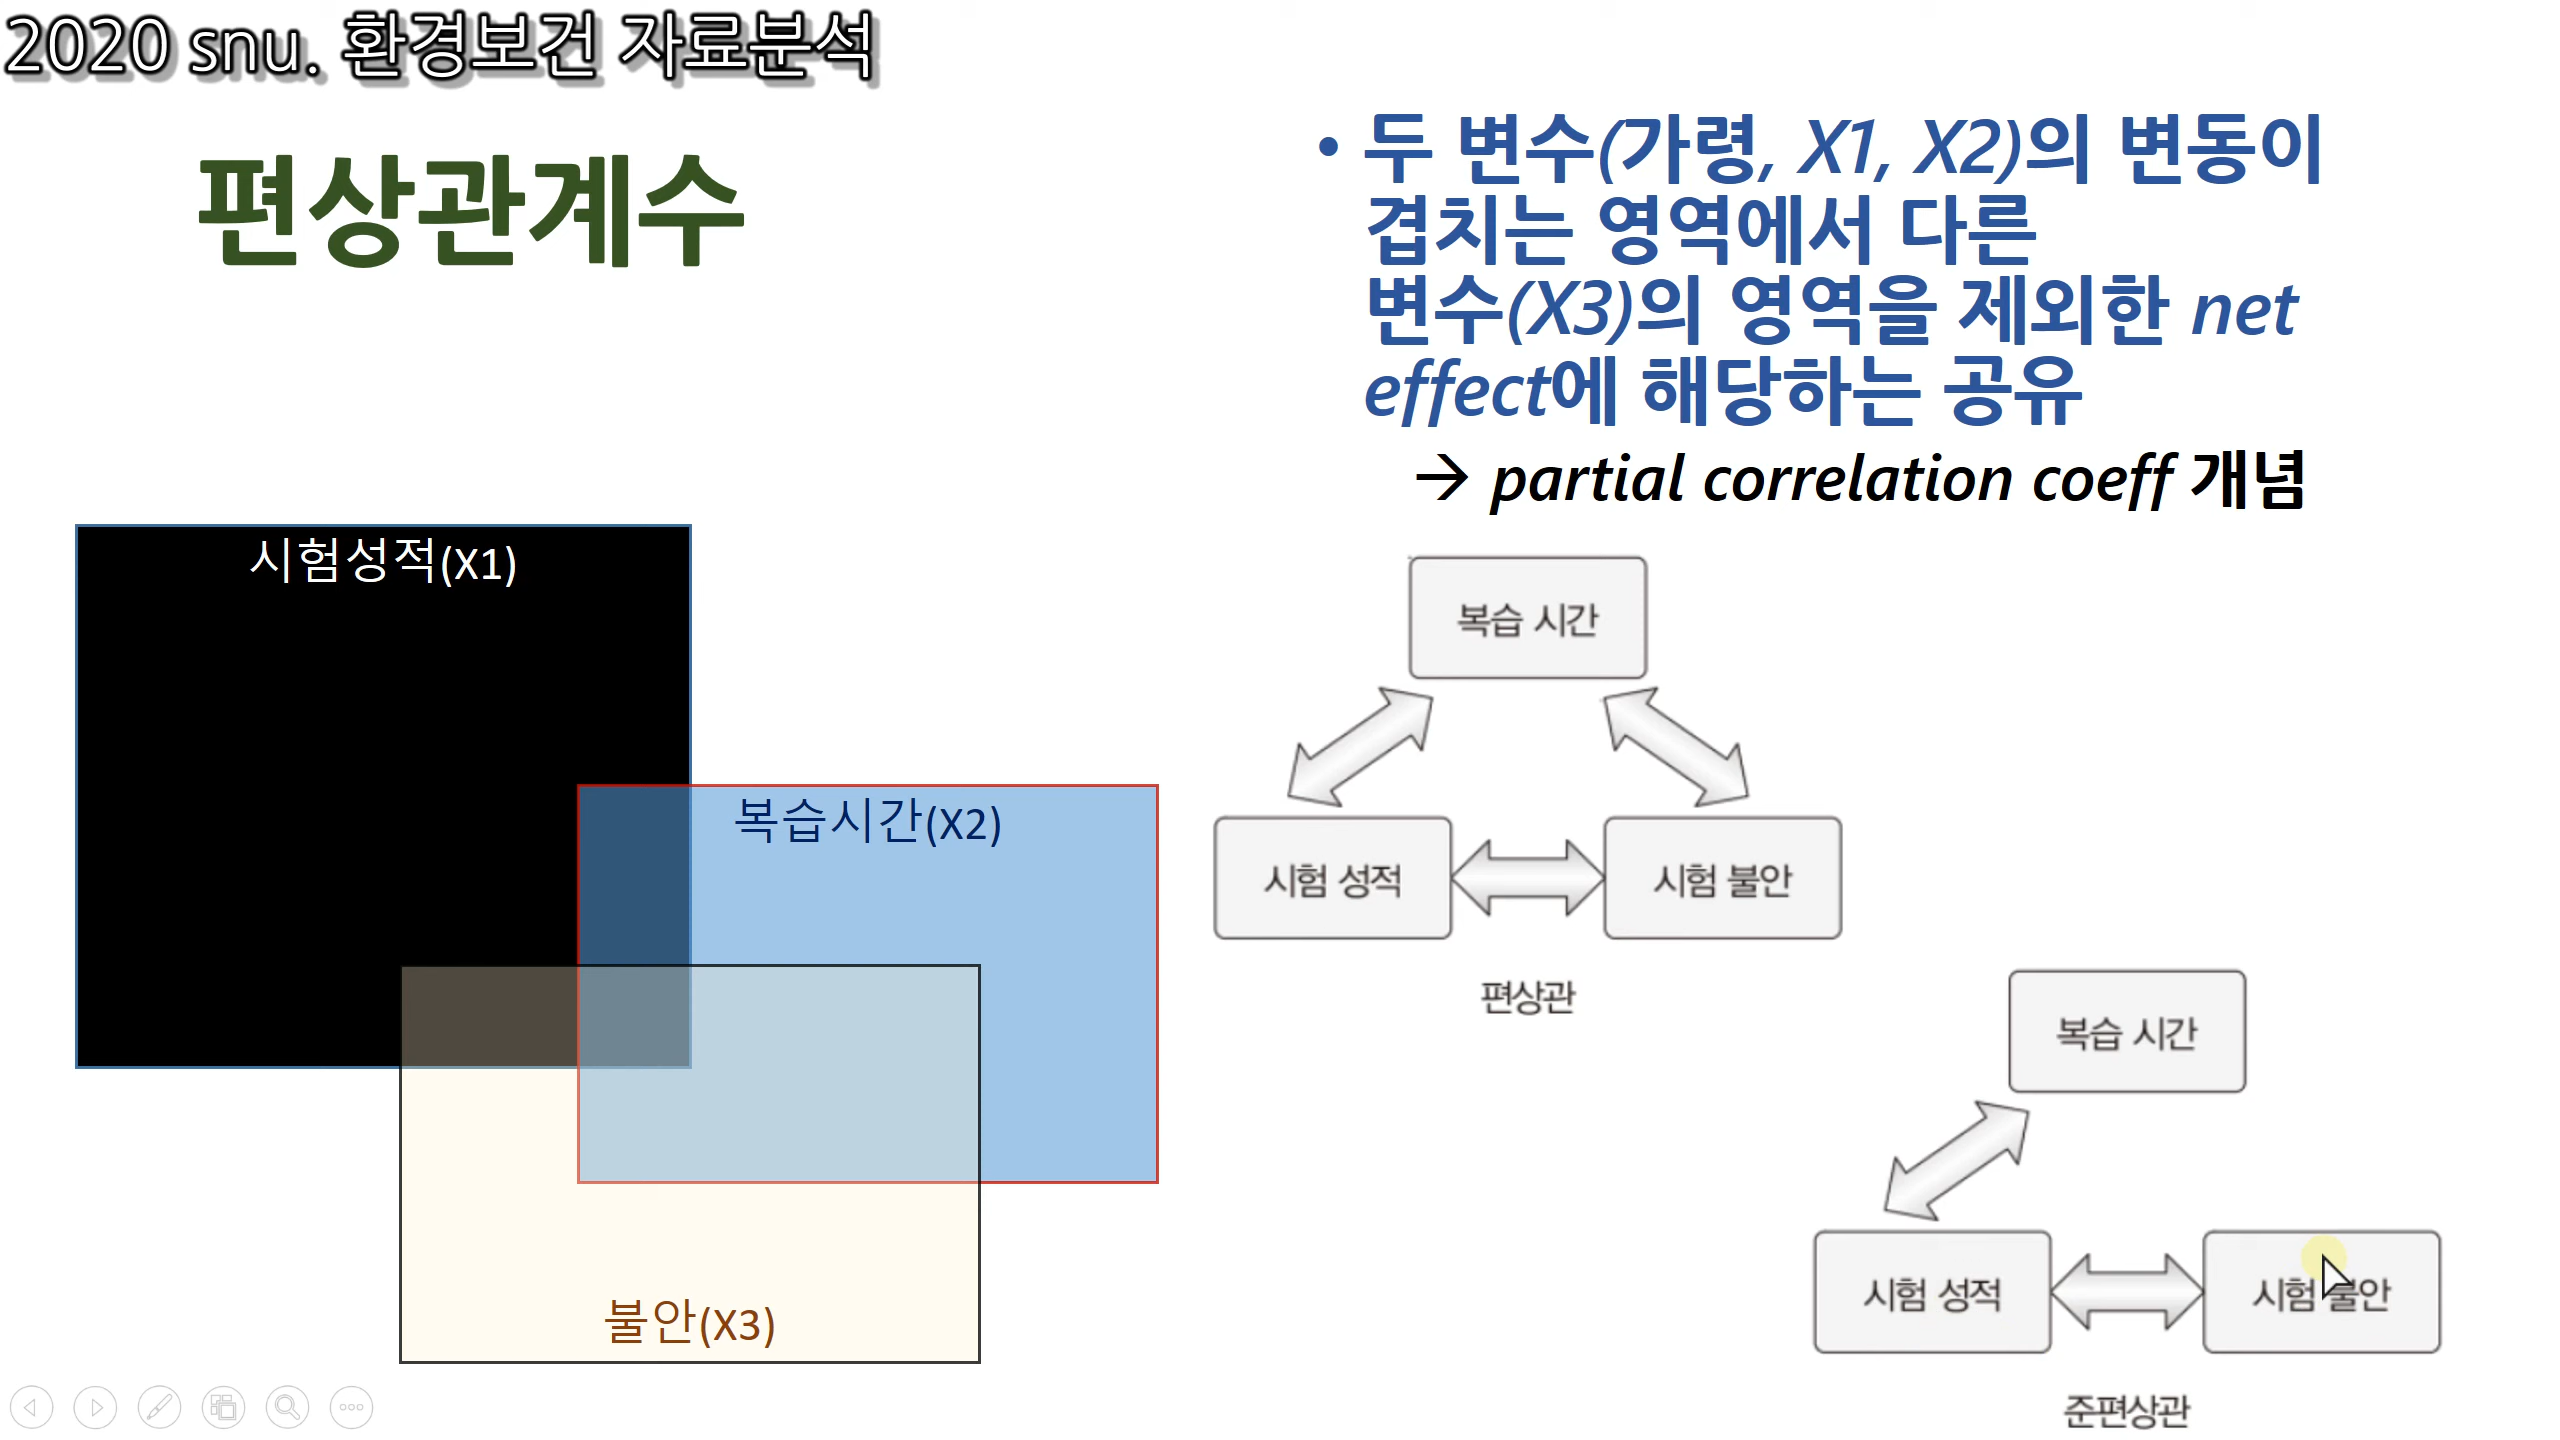 2020 snu. 환경보건 자료분석
편상관계수
• 두 변수(가령, X1, X2)의 변동이
겹치는 영역에서 다른
변수(X3)의 영역을 제외한 net
effect에 해당하는 공유
→ partial correlation coeff 개념
시험성적(X1)
복습시간(X2)
불안(X3)
복습 시간
시험 성적
시험 불안
편상관
복습 시간
시험 성적
시험 불안
준편상관